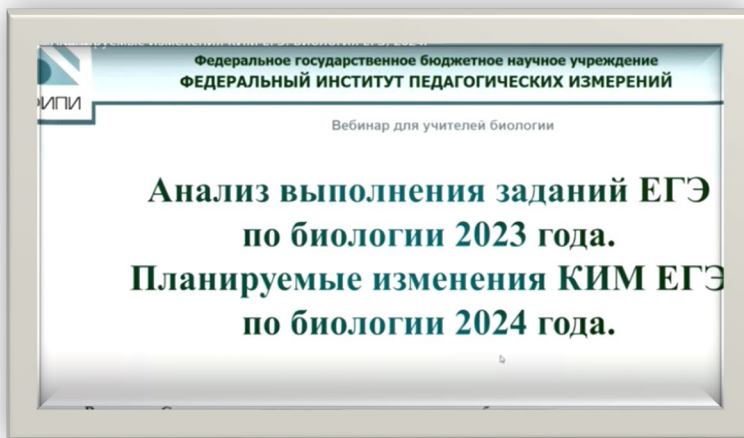 Федеральное государственное бюджетное научное учреждение
ФЕДЕРАЛЬНЫЙ ИНСТИТУТ ПЕДАГОГИЧЕСКИХ ИЗМЕРЕНИЙ
ИПИ
Вебинар для учителей биологии
Анализ выполнения заданий ЕГЭ
по биологии 2023 года.
Планируемые изменения КИМ ЕГЭ
по биологии 2024 года.